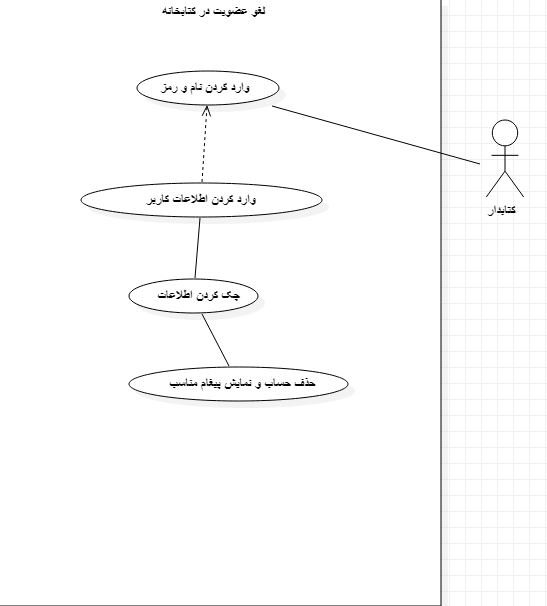 لغو عضویت در کتابخانه
وارد کردن نام و رمز
کتابدار
وارد کردن اطلاعات کاربر
چک کردن اطلاعات
حذف حساب و نمایش پیغام مناسب